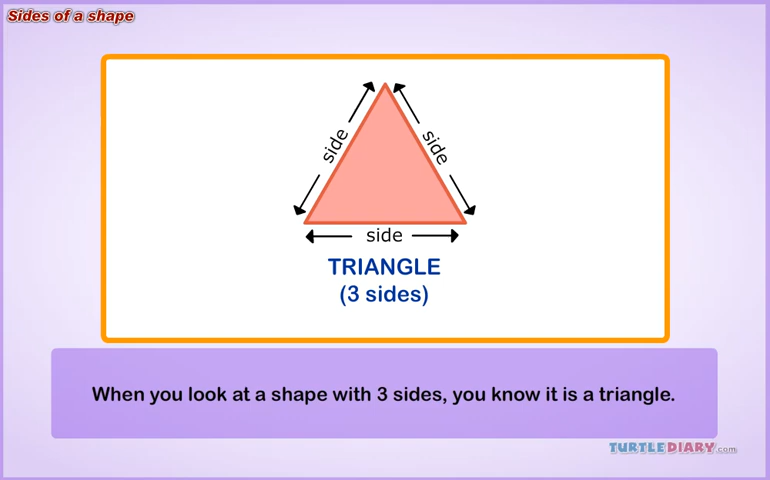 Sides of a shape
side
side
side
TRIANGLE
(3 sides)
When you look at a shape with 3 sides, you know it is a triangle.
TURTLEDIARY.com